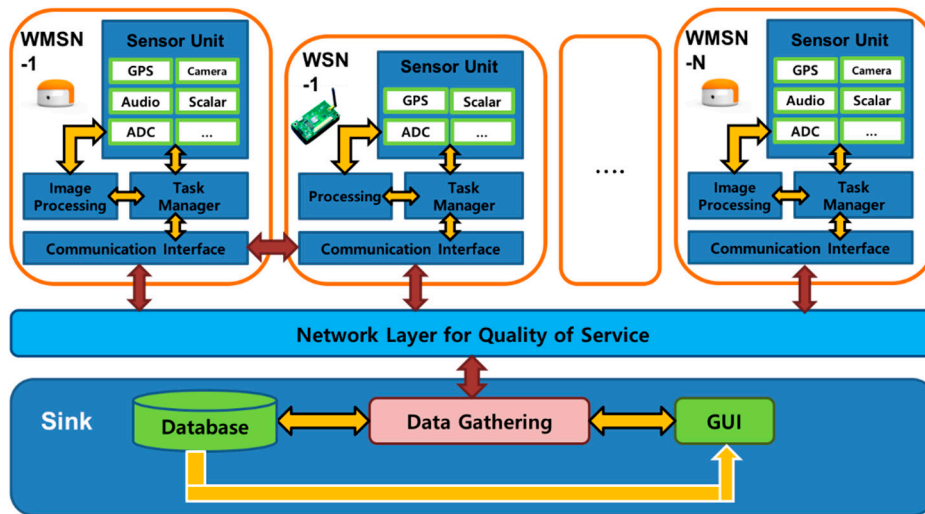 WMSN
-1
Sensor Unit
GPS
Camera
Audio
Scalar
ADC
...
Image
Processing
Task
Manager
Communication Interface
WSN
-1
Sensor Unit
GPS
Scalar
ADC
...
Processing
Task
Manager
Communication Interface
....
WMSN
-N
Sensor Unit
GPS
Camera
Audio
Scalar
ADC
...
Image
Processing
Task
Manager
Communication Interface
Network Layer for Quality of Service
Sink
Database
Data Gathering
GUI